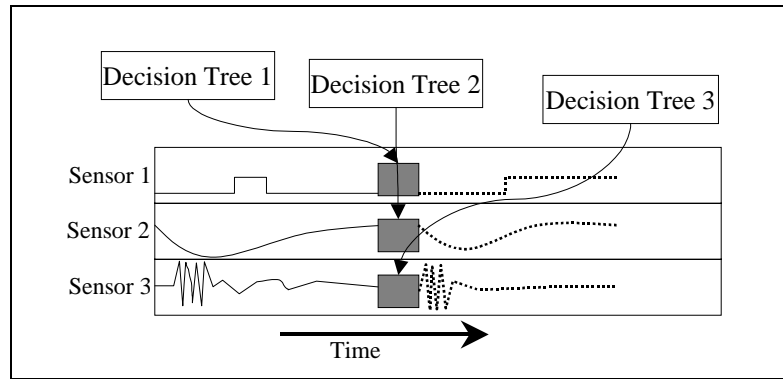 Decision Tree 1
Decision Tree 2
Decision Tree 3
Sensor 1
Sensor 2
Sensor 3
Time